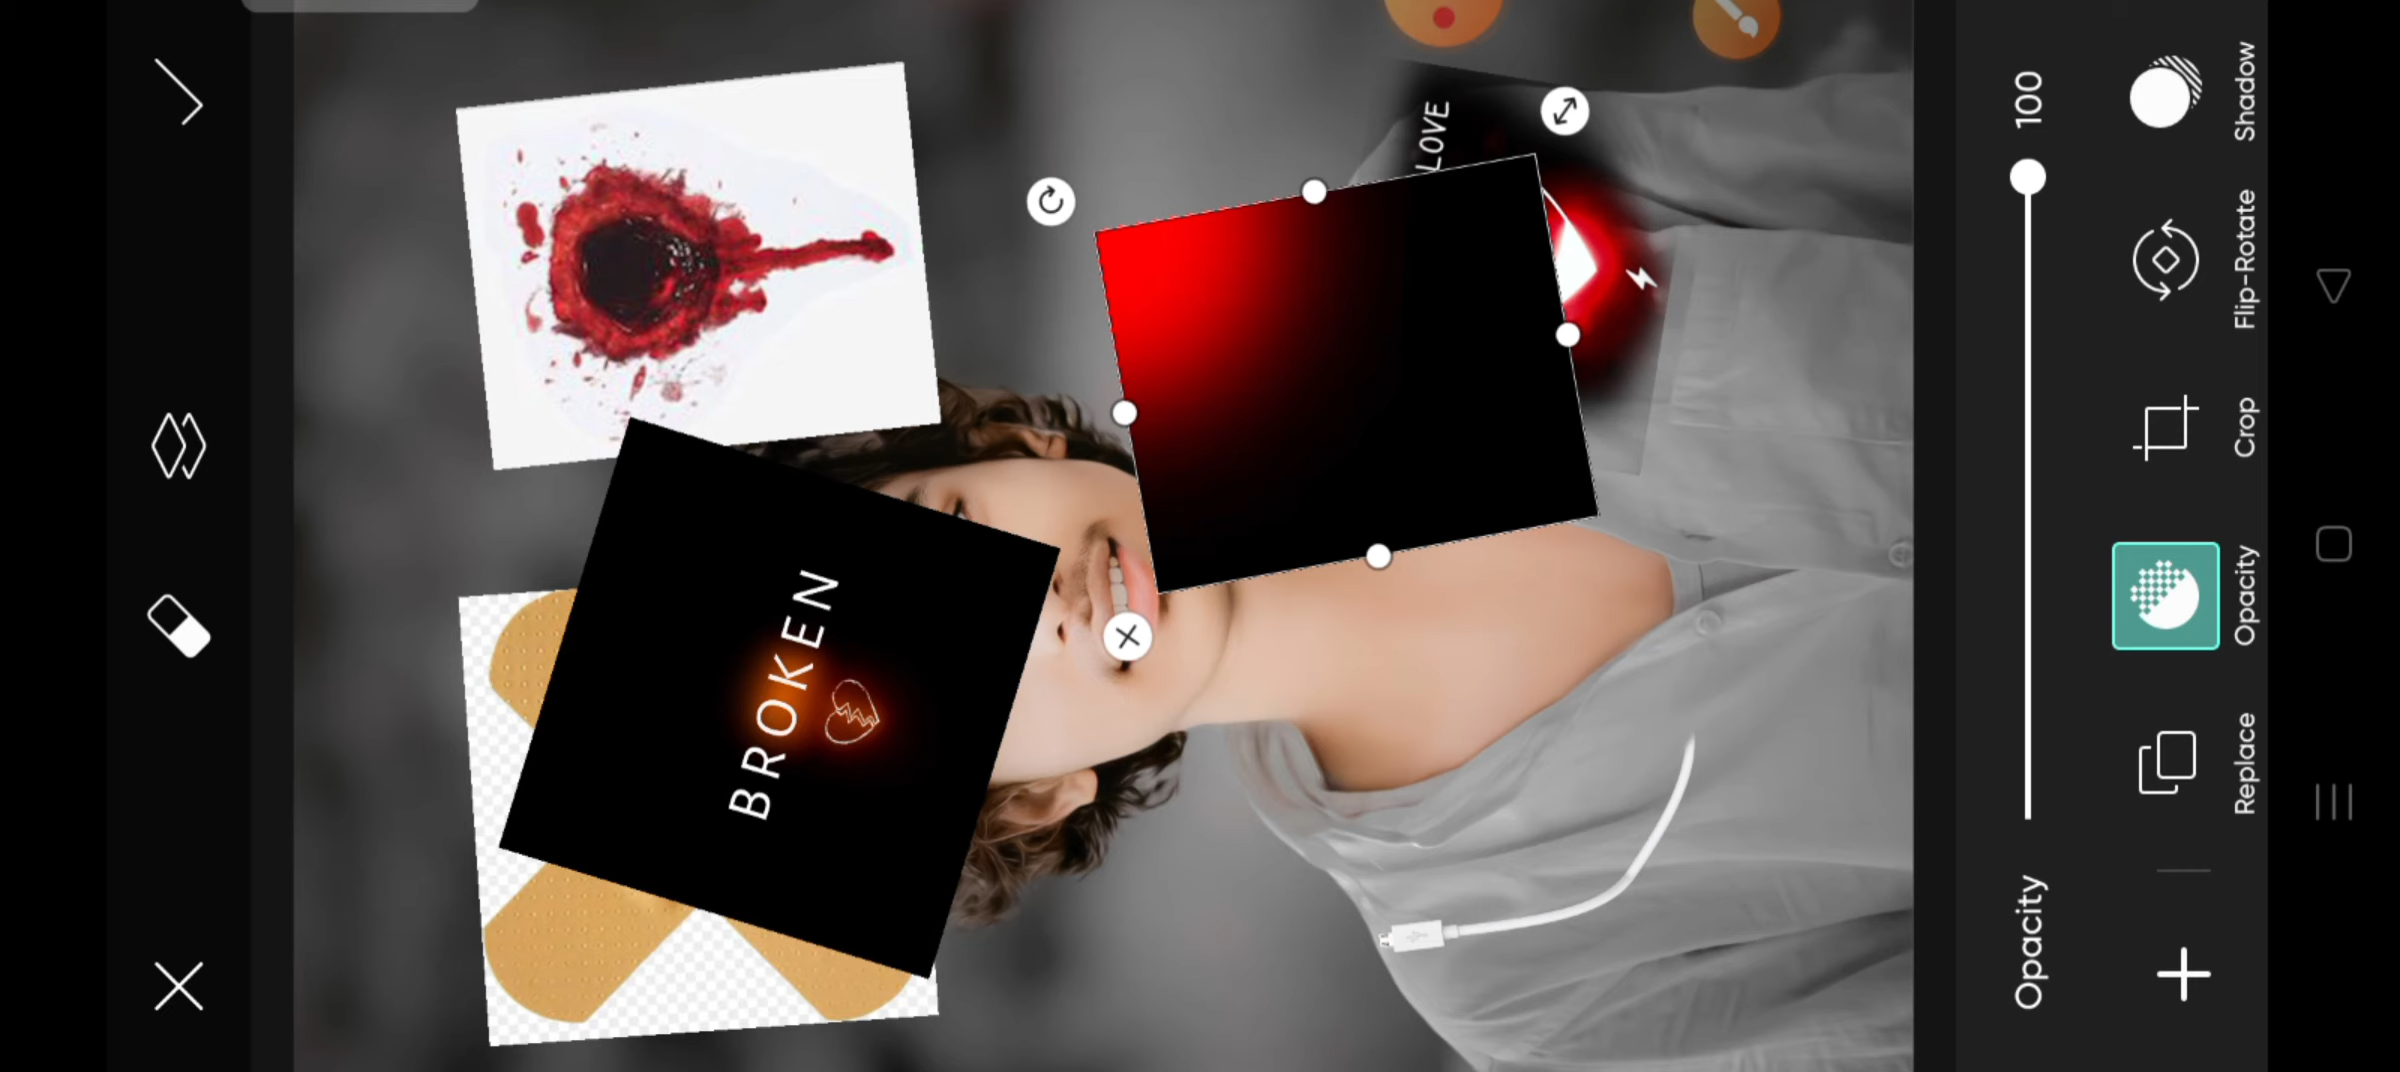 LOVE
BROKEN
Opacity
100
Replace
Opacity
Crop
Flip-Rotate
Shadow